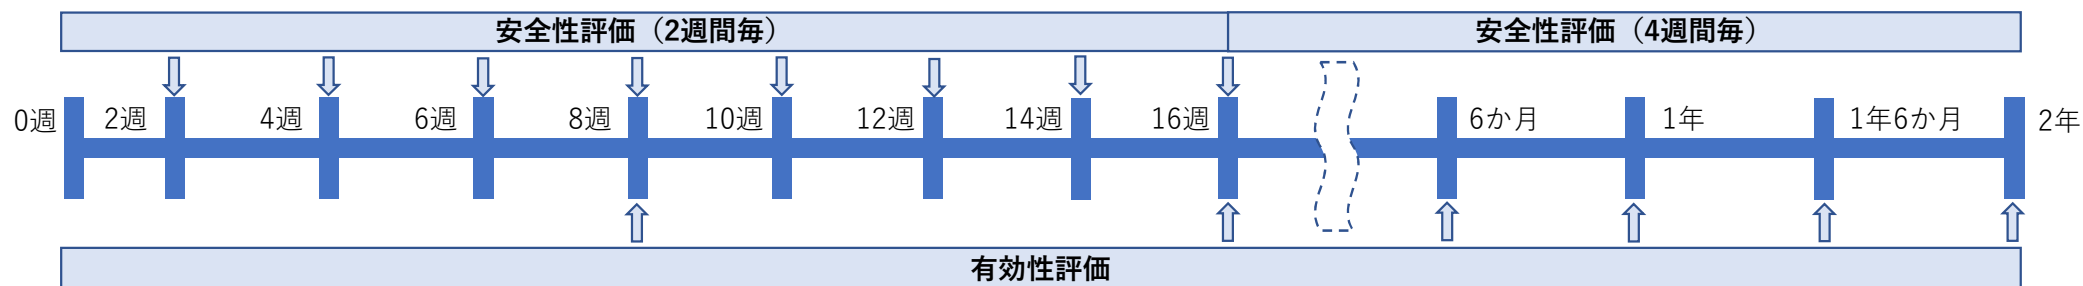 安全性評価（2週間毎）
安全性評価（4週間毎）
0週
2週
4週
6週
8週
10週
12週
14週
16週
6か月
1年
1年6か月
2年
有効性評価